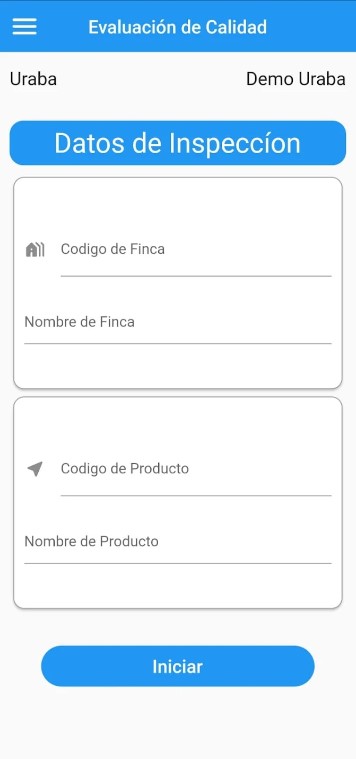 Evaluación de Calidad
Uraba Demo Uraba
Datos de Inspeccíon
Codigo de Finca
Nombre de Finca
Codigo de Producto
Nombre de Producto
Iniciar